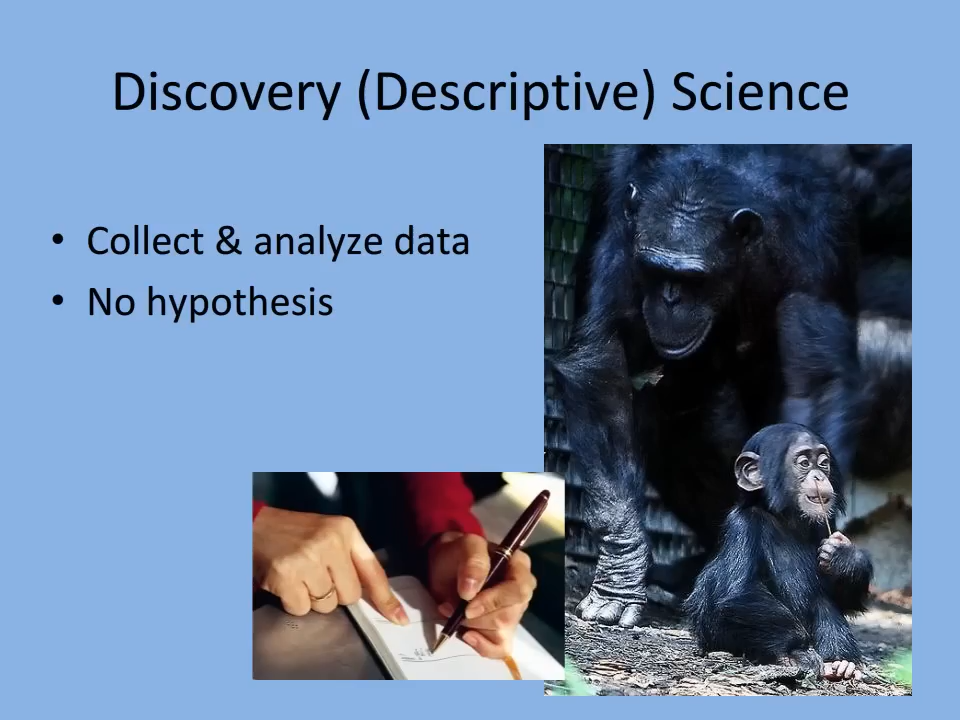 Discovery (Descriptive) Science
• Collect & analyze data
• No hypothesis